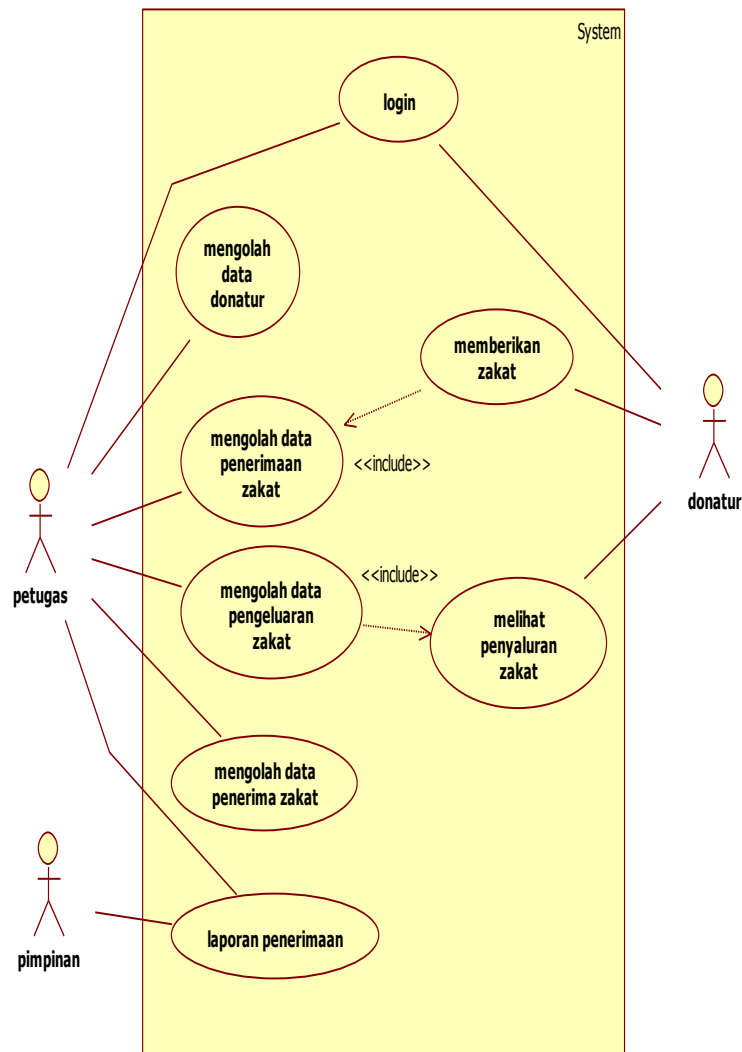 System
login
mengolah
data
donatur
memberikan
zakat
mengolah data
penerimaan
zakat
<<include>>
donatur
petugas
mengolah data
pengeluaran
zakat
<<include>>
melihat
penyaluran
zakat
mengolah data
penerima zakat
laporan penerimaan
pimpinan